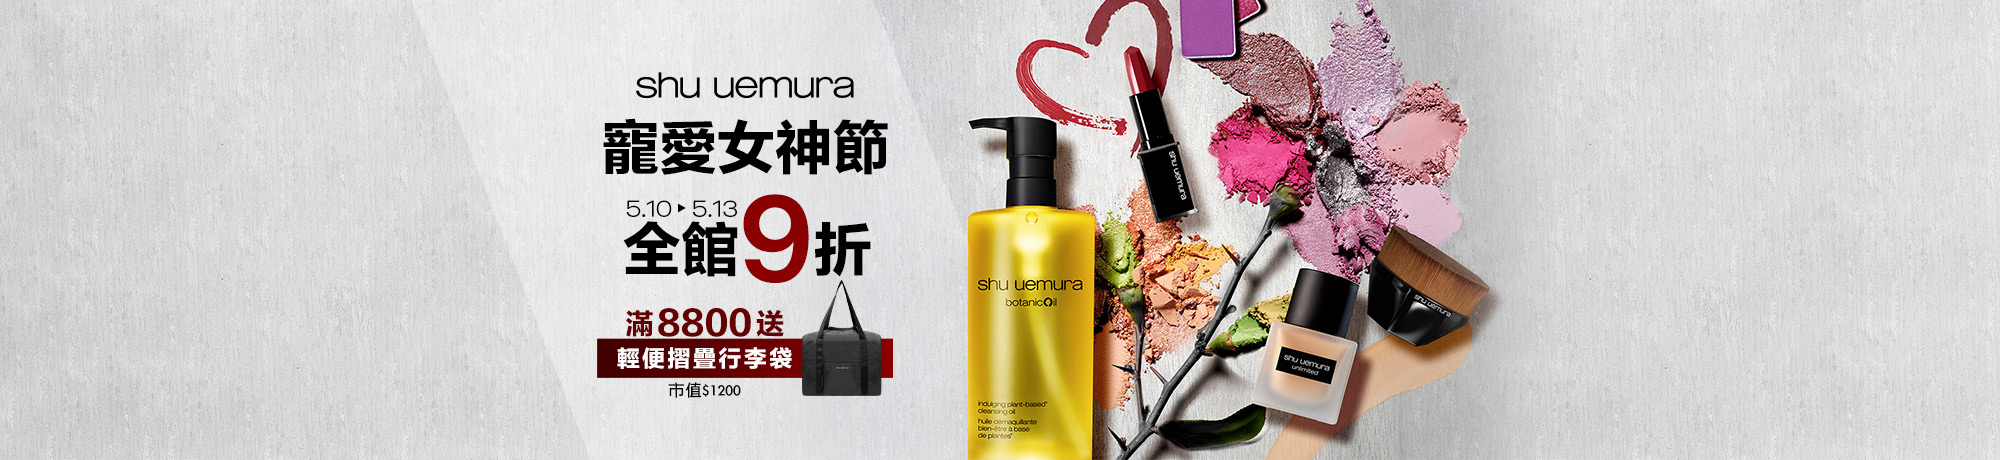 shu uemura
寵愛女神節
5.10 ▸ 5.13
全館9折
滿8800送
輕便摺疊行李袋
市值$1200
shu uemura
shu uemura
botanicOil
indulging plant-based*
cleansing oil
huile démaquillante
bien-être à base
de plantes*
shu uemura
unlimited
shu uemura